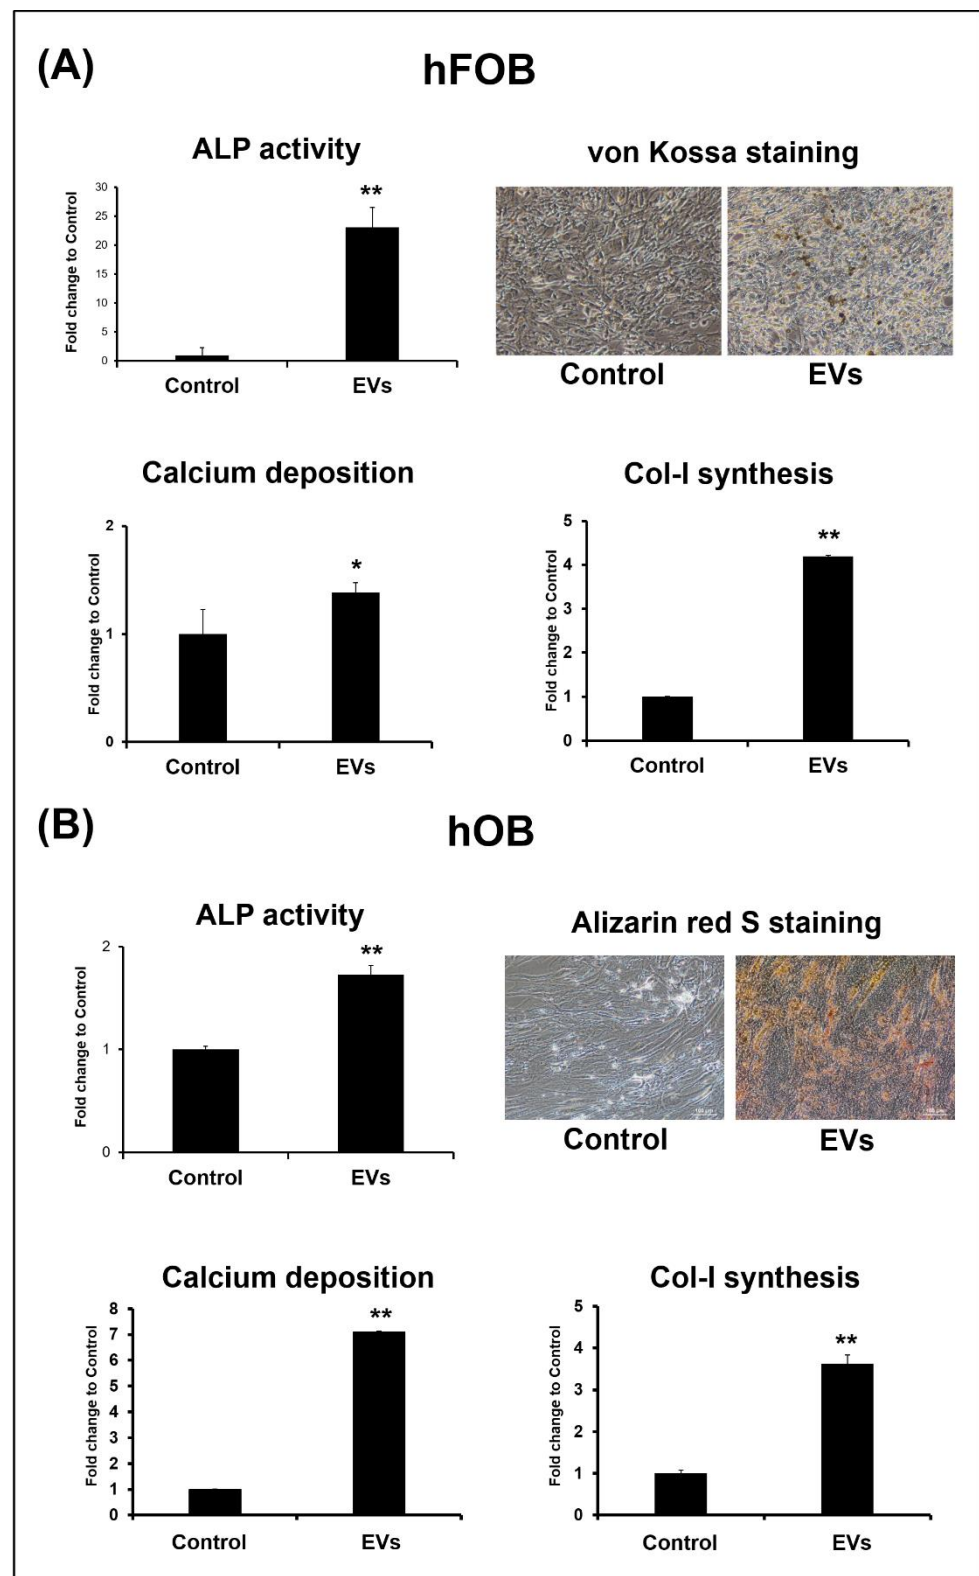 (A)
hFOB
ALP activity
Fold change to Control
30
25
20
15
10
5
0
**
Control
EVs
von Kossa staining
Control
EVs
Calcium deposition
Fold change to Control
2
1
0
*
Control
EVs
Col-I synthesis
Fold change to Control
5
4
3
2
1
0
**
Control
EVs
(B)
hOB
ALP activity
Fold change to Control
2
1
0
**
Control
EVs
Alizarin red S staining
100 µm
100 µm
Control
EVs
Calcium deposition
Fold change to Control
8
7
6
5
4
3
2
1
0
**
Control
EVs
Col-I synthesis
Fold change to Control
5
4
3
2
1
0
**
Control
EVs